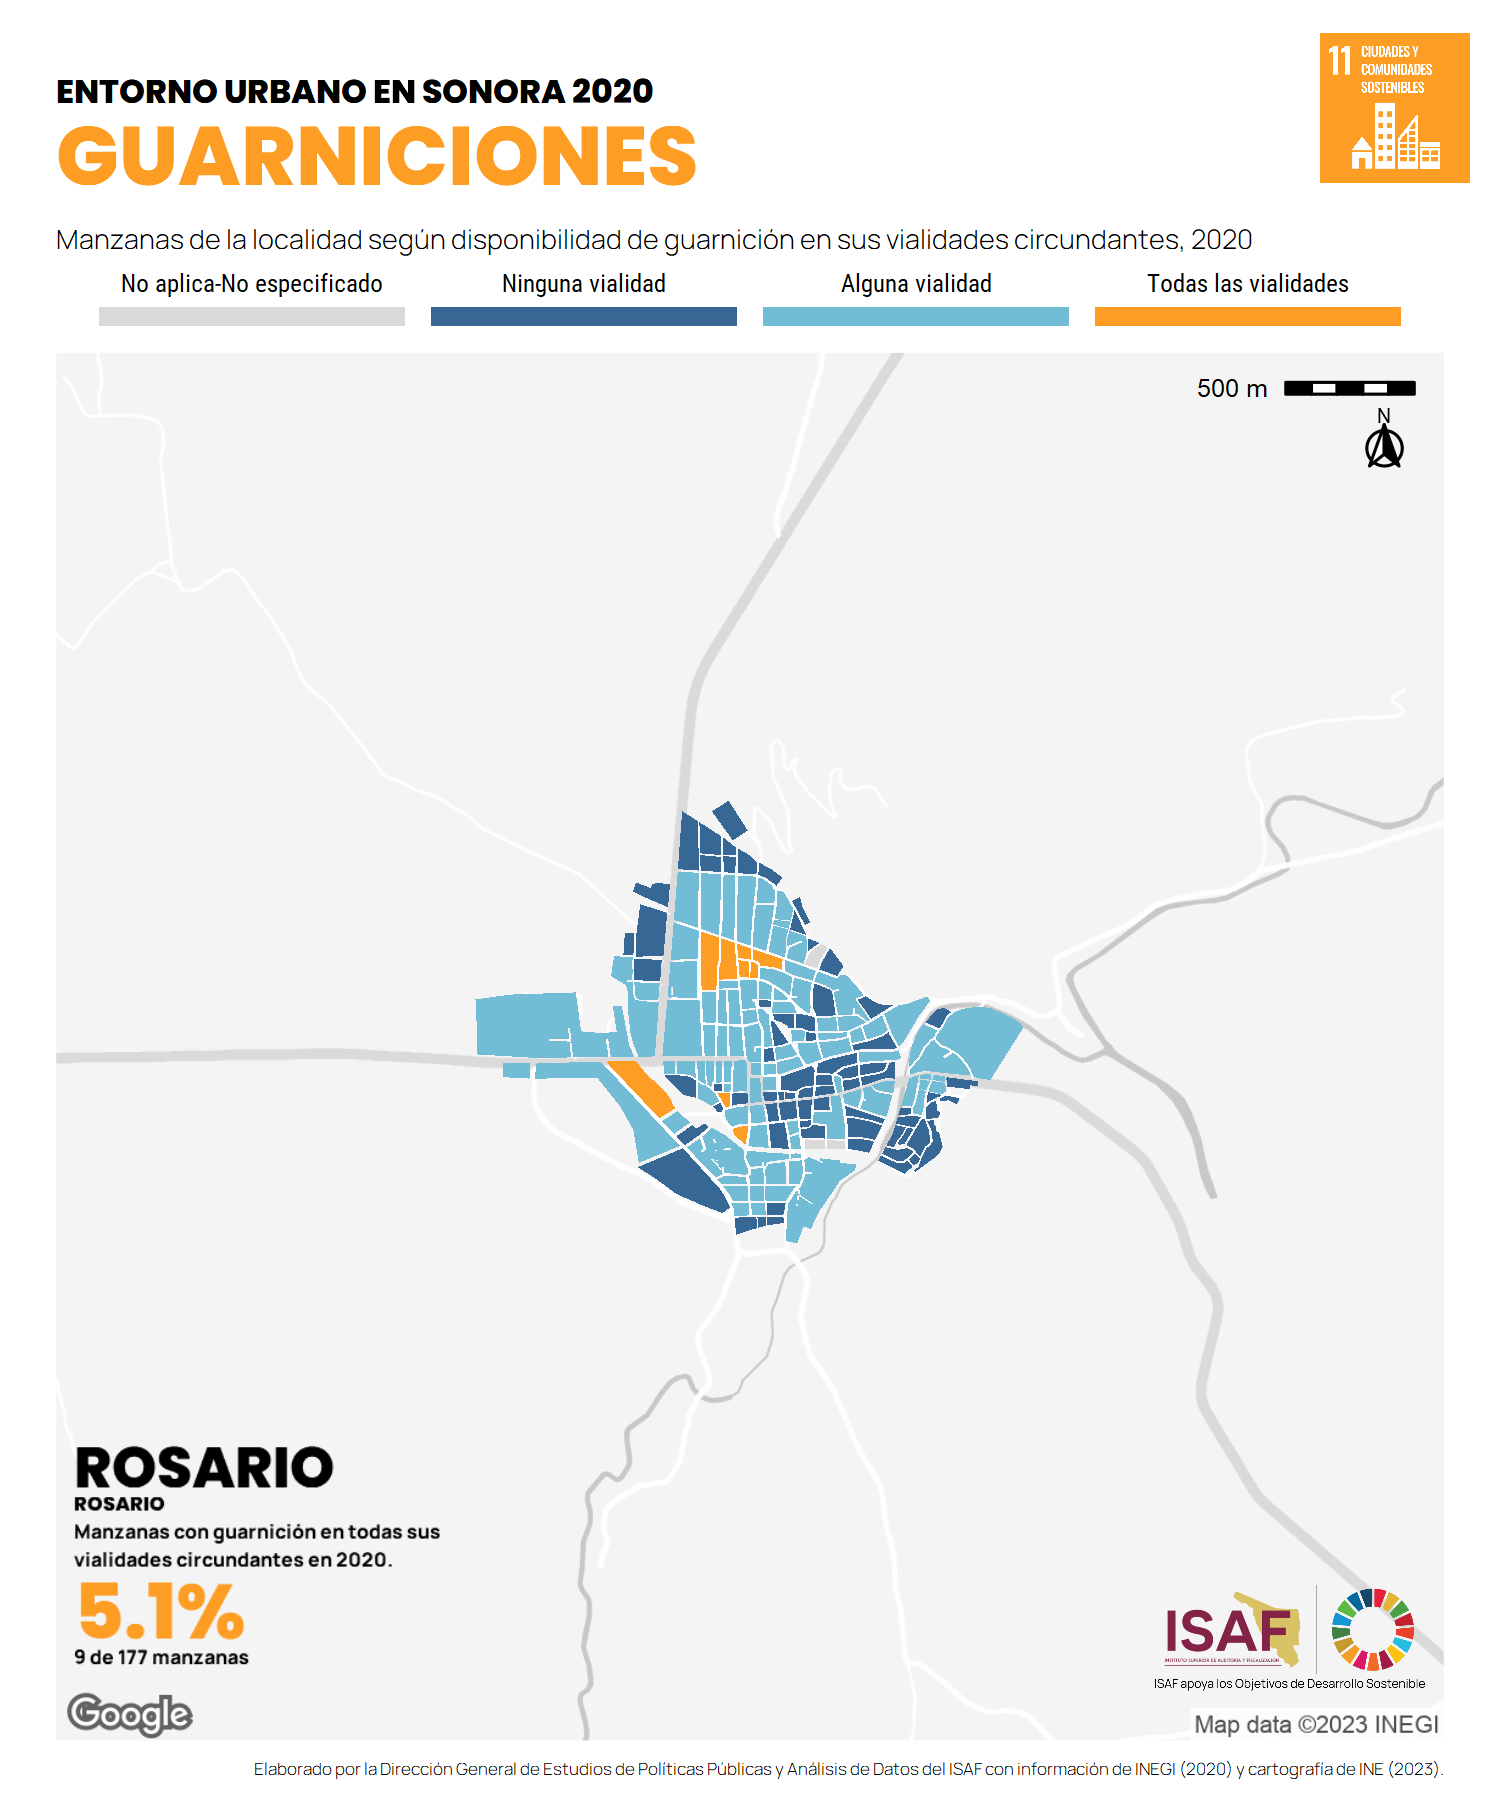 11 CIUDADES Y
COMUNIDADES
SOSTENIBLES
ENTORNO URBANO EN SONORA 2020
GUARNICIONES
Manzanas de la localidad según disponibilidad de guarnición en sus vialidades circundantes, 2020
No aplica-No especificado
Ninguna vialidad
Alguna vialidad
Todas las vialidades
500 m
N
ROSARIO
ROSARIO
Manzanas con guarnición en todas sus
vialidades circundantes en 2020.
5.1%
9 de 177 manzanas
Google
ISAF
INSTITUTO SUPERIOR DE AUDITORÍA Y FISCALIZACIÓN
ISAF apoya los Objetivos de Desarrollo Sostenible
Map data ©2023 INEGI
Elaborado por la Dirección General de Estudios de Políticas Públicas y Análisis de Datos del ISAF con información de INEGI (2020) y cartografía de INE (2023).